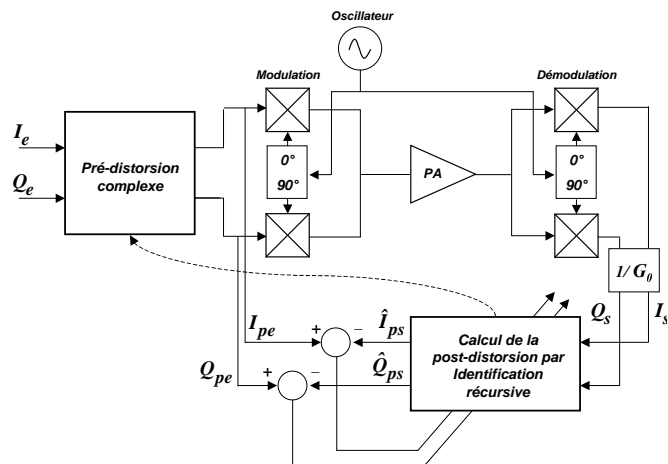 Oscillateur
Modulation
Démodulation
I_e
Q_e
Pré-distorsion
complexe
0°
90°
PA
0°
90°
1/ G_0
I_pe
Q_pe
+
−
+
−
Î_ps
Q̂_ps
Q_s
I_s
Calcul de la
post-distorsion par
Identification
récursive